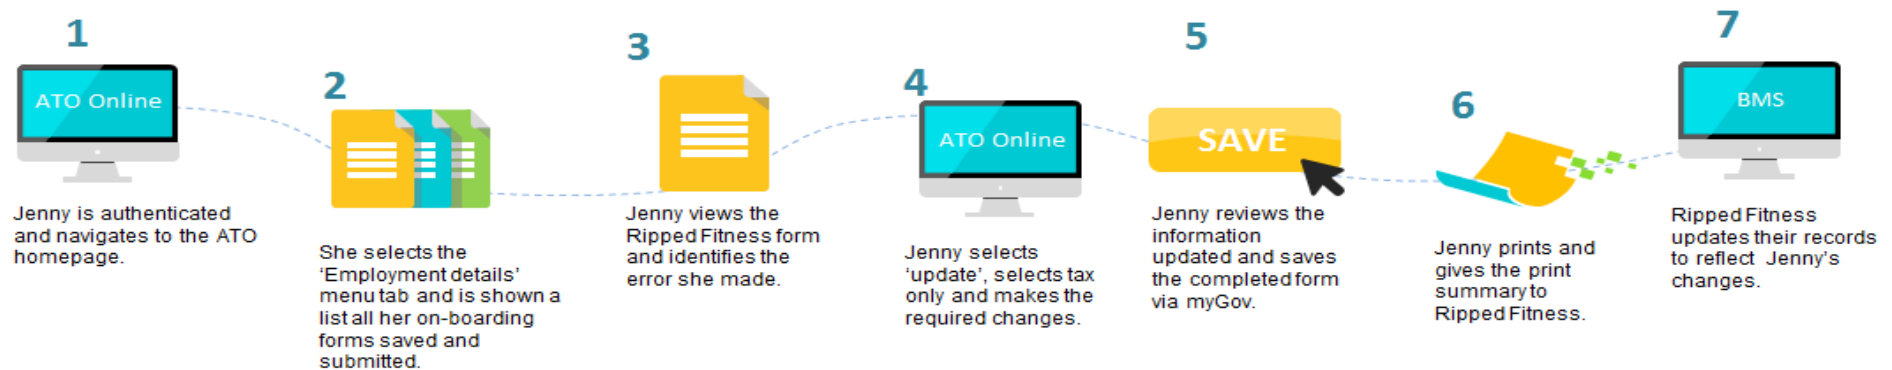 1
ATO Online
Jenny is authenticated
and navigates to the ATO
homepage.
2
She selects the
‘Employment details’
menu tab and is shown a
list all her on-boarding
forms saved and
submitted.
3
Jenny views the
Ripped Fitness form
and identifies the
error she made.
4
ATO Online
Jenny selects
‘update’, selects tax
only and makes the
required changes.
5
SAVE
Jenny reviews the
information
updated and saves
the completed form
via myGov.
6
Jenny prints and
gives the print
summary to
Ripped Fitness.
7
BMS
Ripped Fitness
updates their records
to reflect Jenny’s
changes.